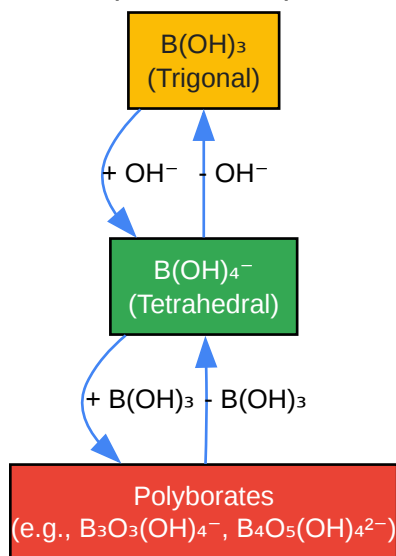 B(OH)₃
(Trigonal)
+ OH⁻ - OH⁻
B(OH)₄⁻
(Tetrahedral)
+ B(OH)₃ - B(OH)₃
Polyborates
(e.g., B₃O₃(OH)₄⁻, B₄O₅(OH)₄²⁻)